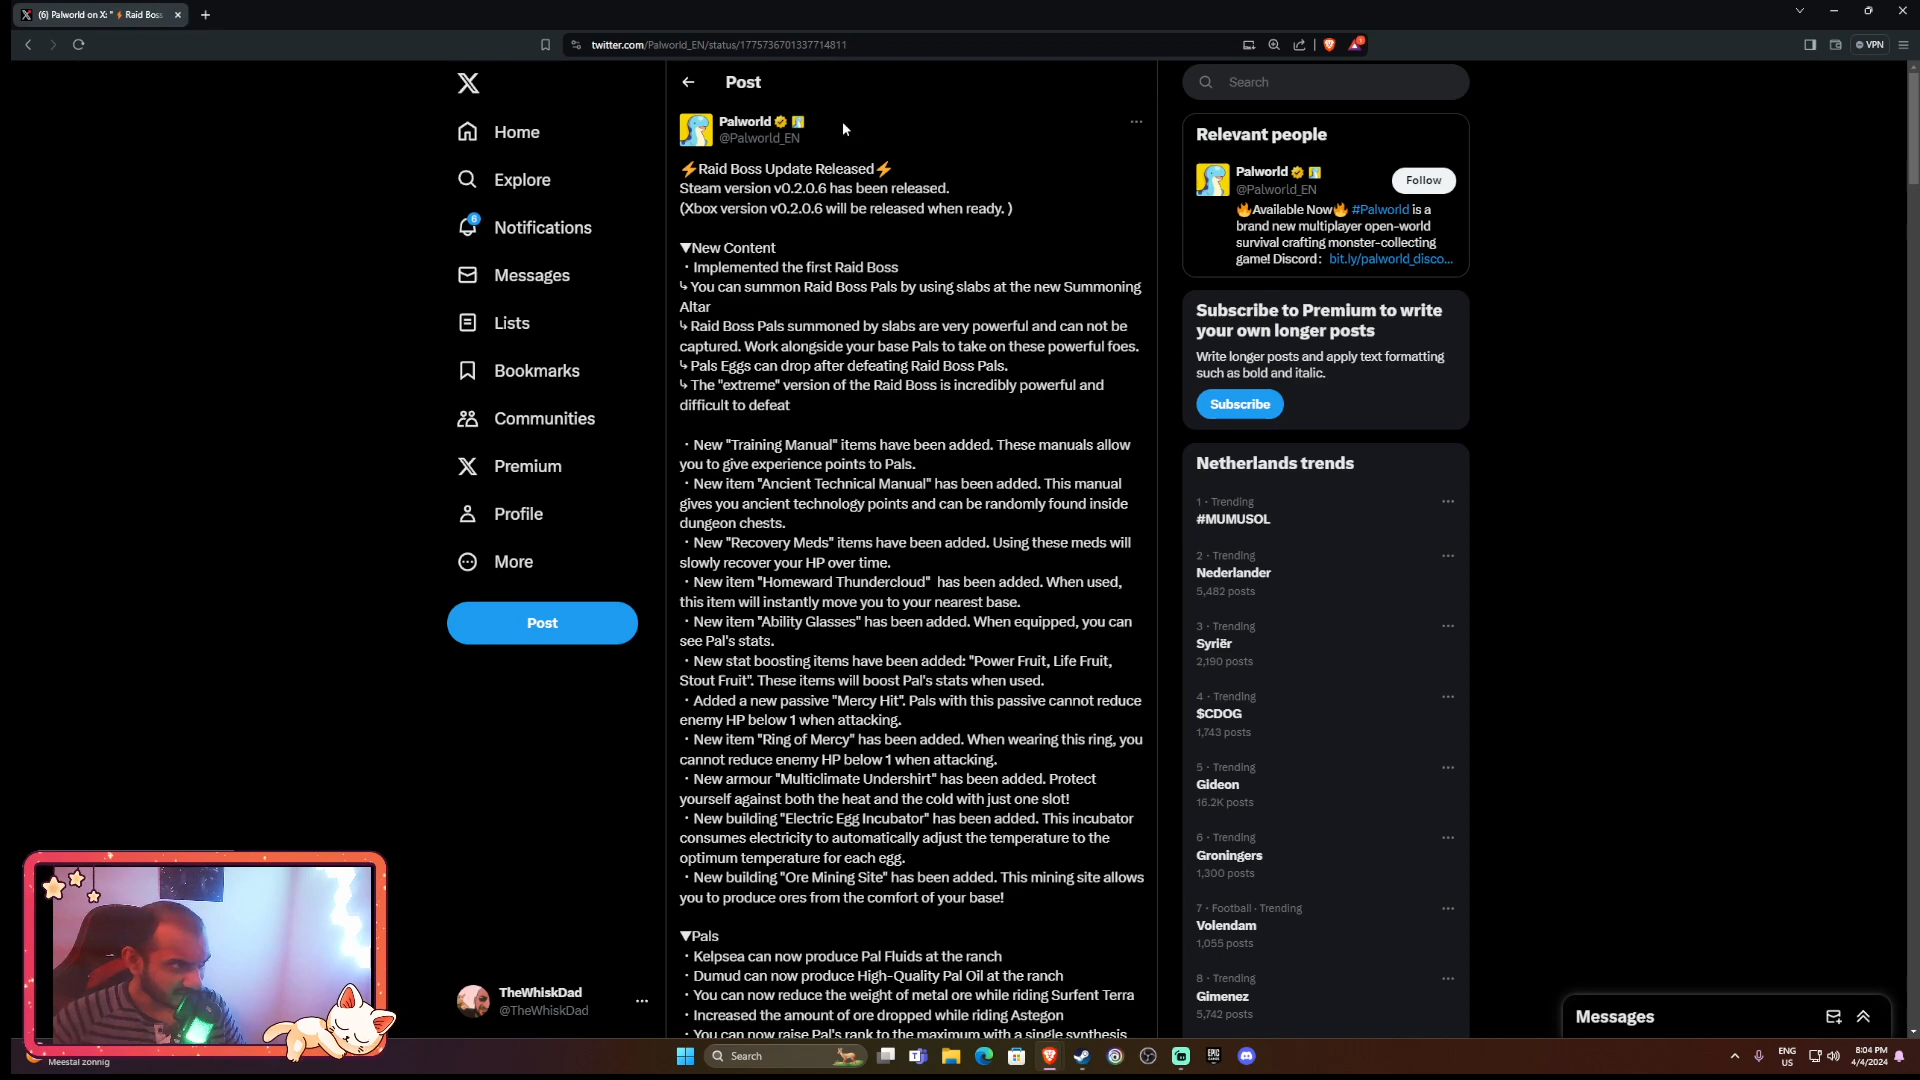 (6) Palworld on X: "⚡Raid Boss
twitter.com/Palworld_EN/status/1775736701337714811
VPN
Home
Explore
6
Notifications
Messages
Lists
Bookmarks
Communities
Premium
Profile
More
Post
TheWhiskDad
@TheWhiskDad
Post
Palworld
@Palworld_EN
⚡Raid Boss Update Released⚡
Steam version v0.2.0.6 has been released.
(Xbox version v0.2.0.6 will be released when ready. )
▼New Content
・Implemented the first Raid Boss
↳You can summon Raid Boss Pals by using slabs at the new Summoning
Altar
↳Raid Boss Pals summoned by slabs are very powerful and can not be
captured. Work alongside your base Pals to take on these powerful foes.
↳Pals Eggs can drop after defeating Raid Boss Pals.
↳The "extreme" version of the Raid Boss is incredibly powerful and
difficult to defeat
・New "Training Manual" items have been added. These manuals allow
you to give experience points to Pals.
・New item "Ancient Technical Manual" has been added. This manual
gives you ancient technology points and can be randomly found inside
dungeon chests.
・New "Recovery Meds" items have been added. Using these meds will
slowly recover your HP over time.
・New item "Homeward Thundercloud"  has been added. When used,
this item will instantly move you to your nearest base.
・New item "Ability Glasses" has been added. When equipped, you can
see Pal's stats.
・New stat boosting items have been added: "Power Fruit, Life Fruit,
Stout Fruit". These items will boost Pal's stats when used.
・Added a new passive "Mercy Hit". Pals with this passive cannot reduce
enemy HP below 1 when attacking.
・New item "Ring of Mercy" has been added. When wearing this ring, you
cannot reduce enemy HP below 1 when attacking.
・New armour "Multiclimate Undershirt" has been added. Protect
yourself against both the heat and the cold with just one slot!
・New building "Electric Egg Incubator" has been added. This incubator
consumes electricity to automatically adjust the temperature to the
optimum temperature for each egg.
・New building "Ore Mining Site" has been added. This mining site allows
you to produce ores from the comfort of your base!
▼Pals
・Kelpsea can now produce Pal Fluids at the ranch
・Dumud can now produce High-Quality Pal Oil at the ranch
・You can now reduce the weight of metal ore while riding Surfent Terra
・Increased the amount of ore dropped while riding Astegon
・You can now raise Pal's rank to the maximum with a single synthesis
Search
Relevant people
Palworld
@Palworld_EN
Follow
🔥Available Now🔥 #Palworld is a
brand new multiplayer open-world
survival crafting monster-collecting
game! Discord： bit.ly/palworld_disco…
Subscribe to Premium to write
your own longer posts
Write longer posts and apply text formatting
such as bold and italic.
Subscribe
Netherlands trends
1 · Trending
#MUMUSOL
2 · Trending
Nederlander
5,482 posts
3 · Trending
Syriër
2,190 posts
4 · Trending
$CDOG
1,743 posts
5 · Trending
Gideon
16.2K posts
6 · Trending
Groningers
1,300 posts
7 · Football · Trending
Volendam
1,055 posts
8 · Trending
Gimenez
5,742 posts
Messages
Meestal zonnig
Search
ENG
US
8:04 PM
4/4/2024